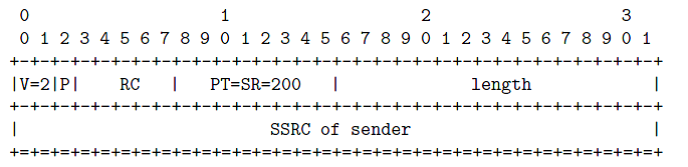 0                   1                   2                   3
 0 1 2 3 4 5 6 7 8 9 0 1 2 3 4 5 6 7 8 9 0 1 2 3 4 5 6 7 8 9 0 1
+-+-+-+-+-+-+-+-+-+-+-+-+-+-+-+-+-+-+-+-+-+-+-+-+-+-+-+-+-+-+-+-+
|V=2|P|    RC   |   PT=SR=200   |             length            |
+-+-+-+-+-+-+-+-+-+-+-+-+-+-+-+-+-+-+-+-+-+-+-+-+-+-+-+-+-+-+-+-+
|                         SSRC of sender                        |
+=+=+=+=+=+=+=+=+=+=+=+=+=+=+=+=+=+=+=+=+=+=+=+=+=+=+=+=+=+=+=+=+